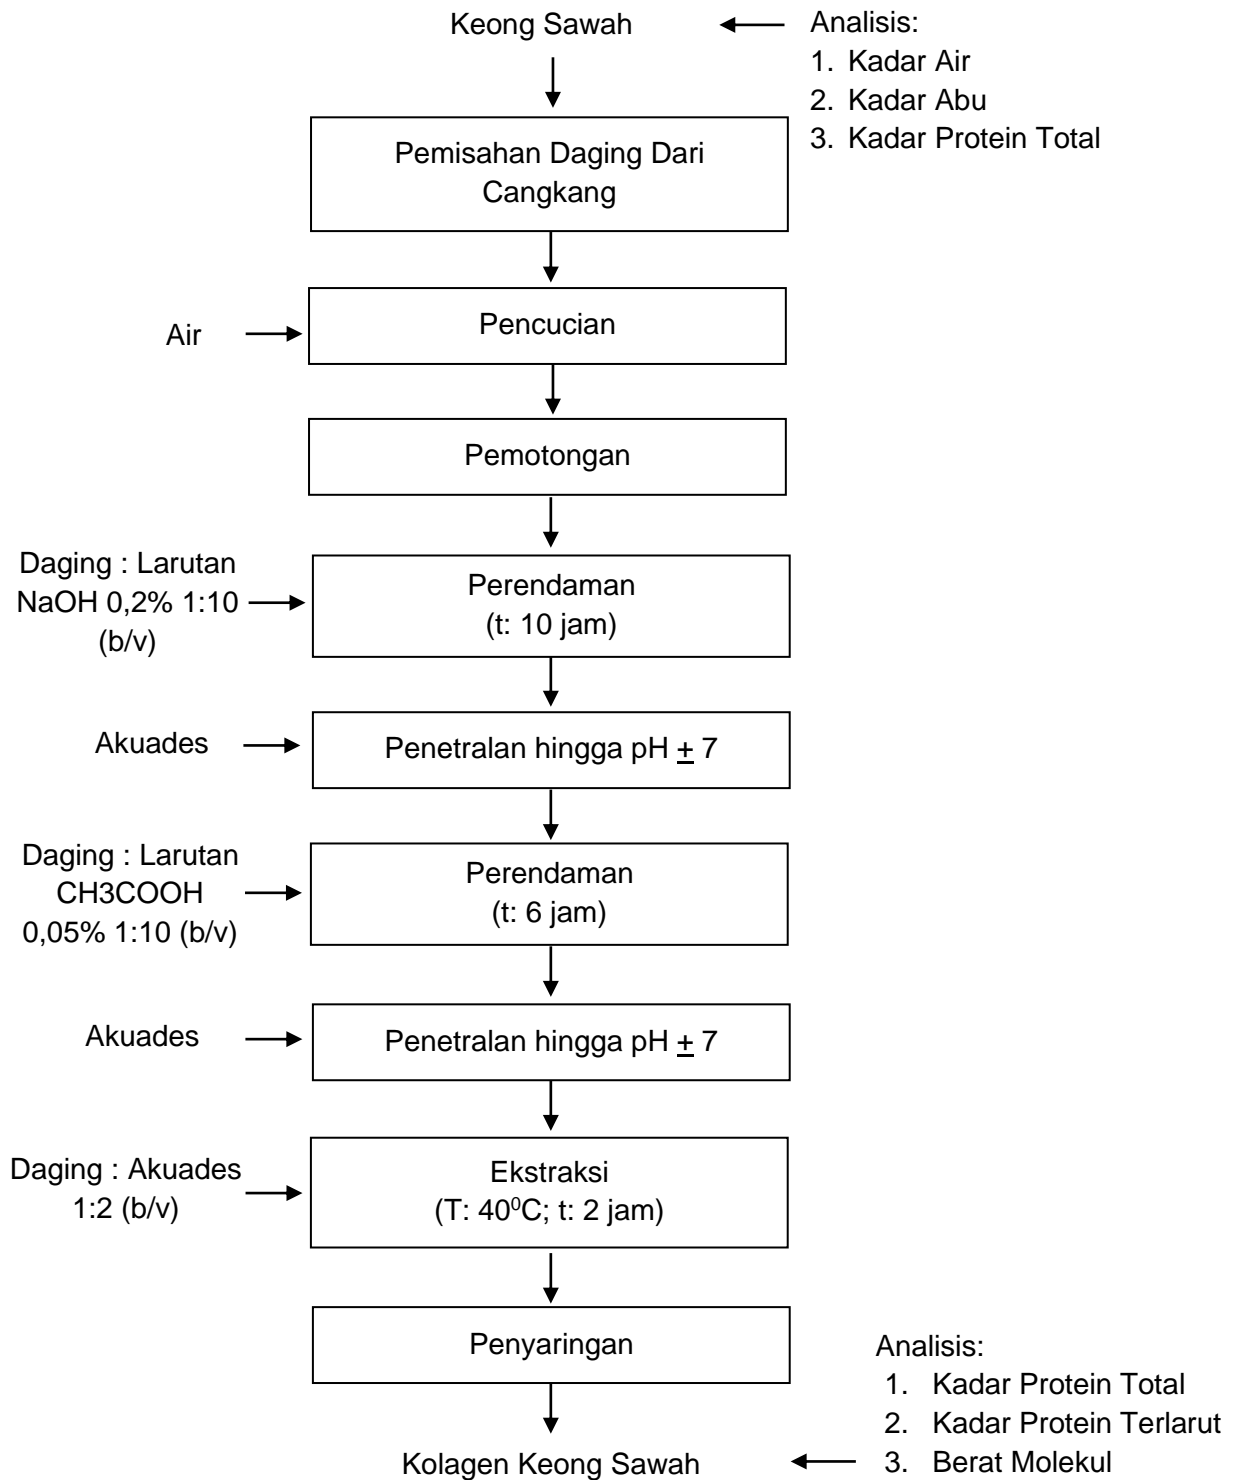 Keong Sawah
Analisis:
1. Kadar Air
2. Kadar Abu
3. Kadar Protein Total
Pemisahan Daging Dari
Cangkang
Air
Pencucian
Pemotongan
Daging : Larutan
NaOH 0,2% 1:10
(b/v)
Perendaman
(t: 10 jam)
Akuades
Penetralan hingga pH ± 7
Daging : Larutan
CH3COOH
0,05% 1:10 (b/v)
Perendaman
(t: 6 jam)
Akuades
Penetralan hingga pH ± 7
Daging : Akuades
1:2 (b/v)
Ekstraksi
(T: 40⁰C; t: 2 jam)
Penyaringan
Kolagen Keong Sawah
Analisis:
1. Kadar Protein Total
2. Kadar Protein Terlarut
3. Berat Molekul